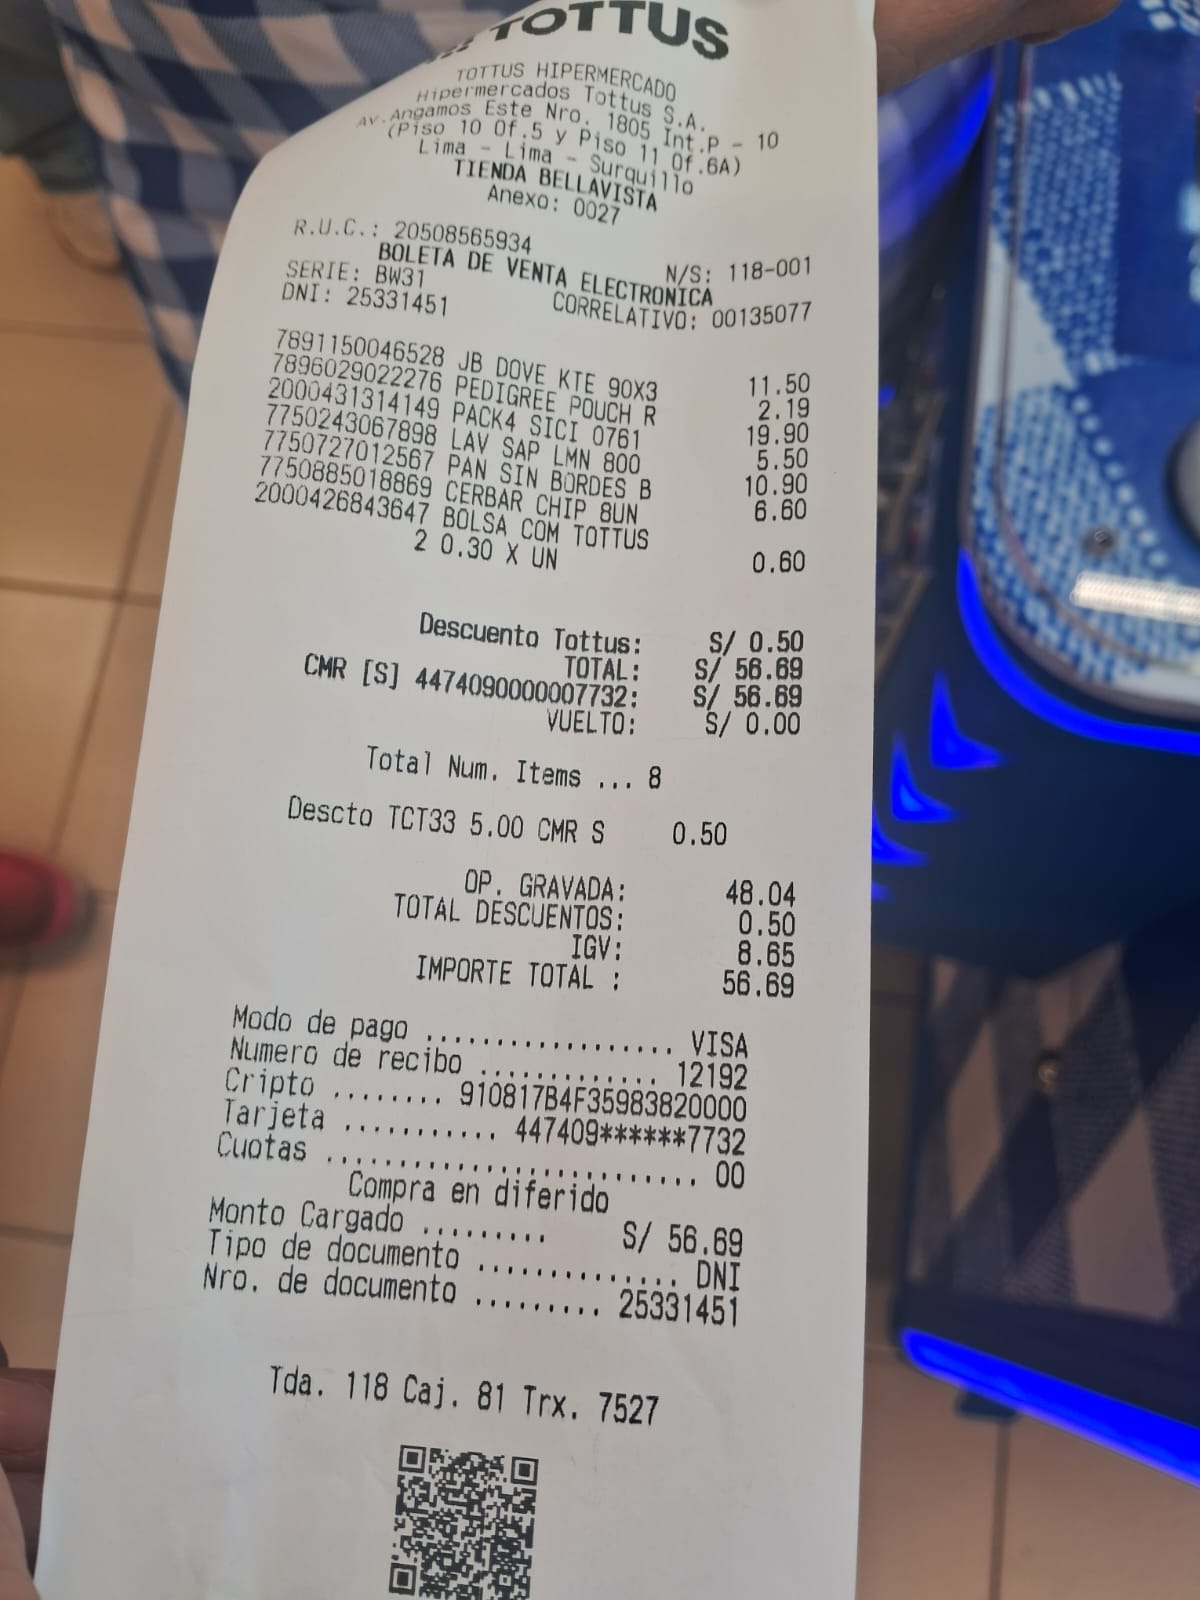 TOTTUS
TOTTUS HIPERMERCADO
Hipermercados Tottus S.A.
Av.Angamos Este Nro. 1805 Int.P - 10
(Piso 10 Of.5 y Piso 11 Of.6A)
Lima - Lima - Surquillo
TIENDA BELLAVISTA
Anexo: 0027
R.U.C.: 20508565934 N/S: 118-001
BOLETA DE VENTA ELECTRONICA
SERIE: BW31 CORRELATIVO: 00135077
DNI: 25331451
7891150046528 JB DOVE KTE 90X3 11.50
7896029022276 PEDIGREE POUCH R 2.19
2000431314149 PACK4 SICI 0761 19.90
7750243067898 LAV SAP LMN 800 5.50
7750727012567 PAN SIN BORDES B 10.90
7750885018869 CERBAR CHIP 8UN 6.60
2000426843647 BOLSA COM TOTTUS
2 0.30 X UN 0.60
Descuento Tottus: S/ 0.50
TOTAL: S/ 56.69
CMR [S] 4474090000007732: S/ 56.69
VUELTO: S/ 0.00
Total Num. Items ... 8
Descto TCT33 5.00 CMR S 0.50
OP. GRAVADA: 48.04
TOTAL DESCUENTOS: 0.50
IGV: 8.65
IMPORTE TOTAL : 56.69
Modo de pago .................. VISA
Numero de recibo ............. 12192
Cripto ........ 910817B4F35983820000
Tarjeta ........... 447409******7732
Cuotas ........................... 00
Compra en diferido
Monto Cargado ......... S/ 56.69
Tipo de documento .............. DNI
Nro. de documento ......... 25331451
Tda. 118 Caj. 81 Trx. 7527